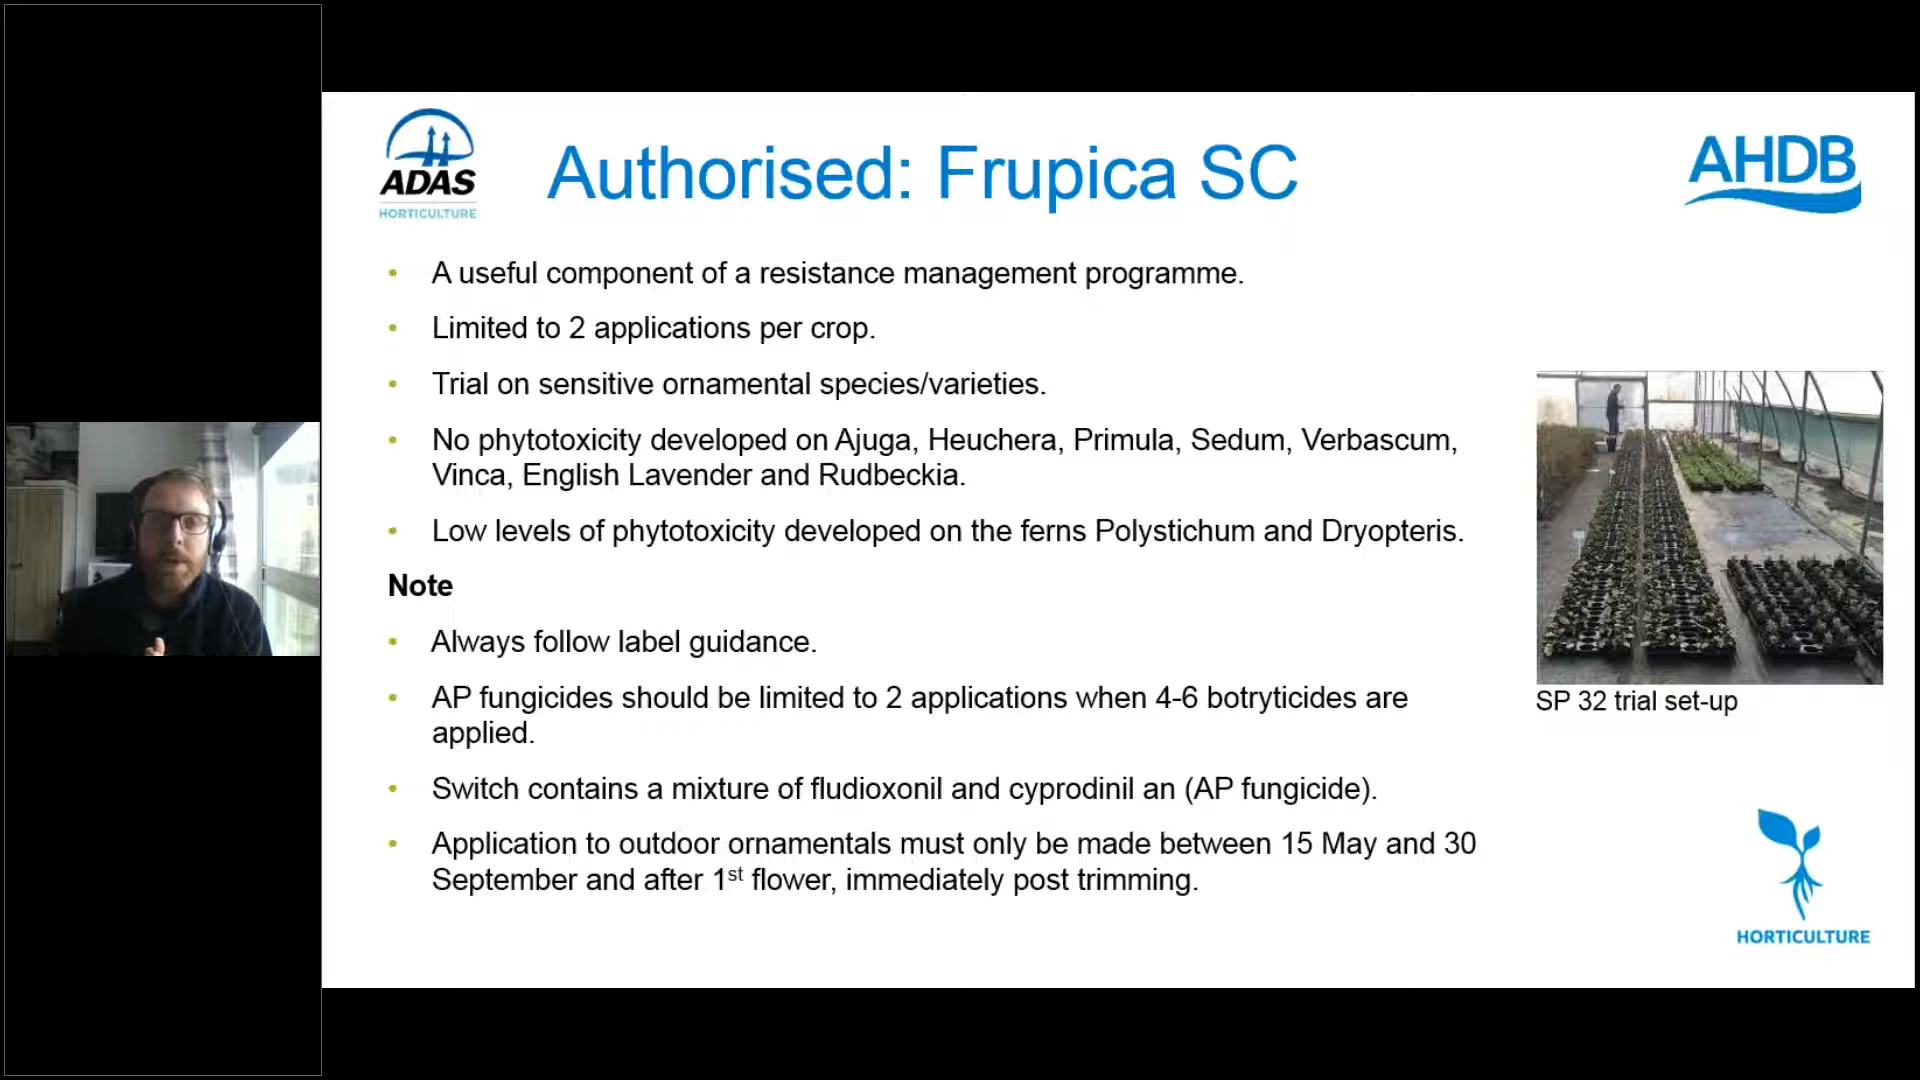 ADAS
HORTICULTURE
Authorised: Frupica SC
AHDB
• A useful component of a resistance management programme.
• Limited to 2 applications per crop.
• Trial on sensitive ornamental species/varieties.
• No phytotoxicity developed on Ajuga, Heuchera, Primula, Sedum, Verbascum,
Vinca, English Lavender and Rudbeckia.
• Low levels of phytotoxicity developed on the ferns Polystichum and Dryopteris.
Note
• Always follow label guidance.
• AP fungicides should be limited to 2 applications when 4-6 botryticides are
applied.
• Switch contains a mixture of fludioxonil and cyprodinil an (AP fungicide).
• Application to outdoor ornamentals must only be made between 15 May and 30
September and after 1st flower, immediately post trimming.
SP 32 trial set-up
HORTICULTURE